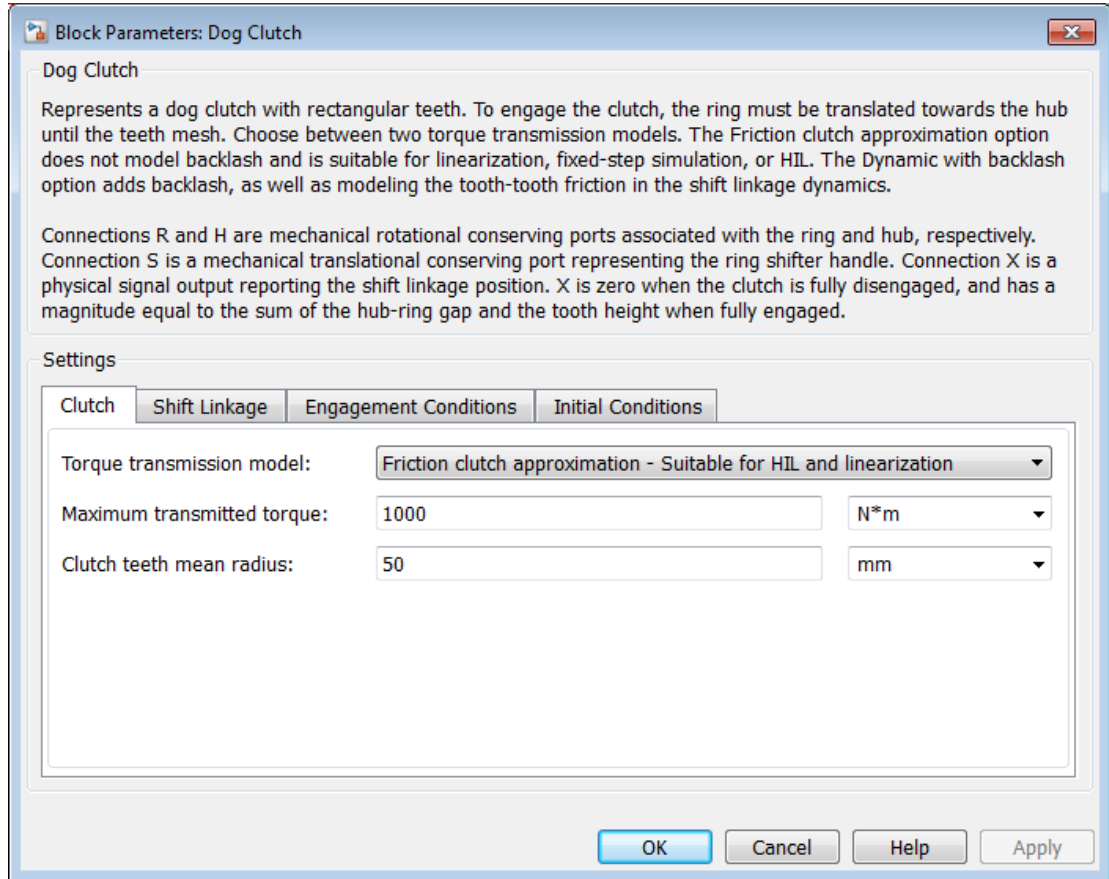 Block Parameters: Dog Clutch
Dog Clutch
Represents a dog clutch with rectangular teeth. To engage the clutch, the ring must be translated towards the hub
until the teeth mesh. Choose between two torque transmission models. The Friction clutch approximation option
does not model backlash and is suitable for linearization, fixed-step simulation, or HIL. The Dynamic with backlash
option adds backlash, as well as modeling the tooth-tooth friction in the shift linkage dynamics.
Connections R and H are mechanical rotational conserving ports associated with the ring and hub, respectively.
Connection S is a mechanical translational conserving port representing the ring shifter handle. Connection X is a
physical signal output reporting the shift linkage position. X is zero when the clutch is fully disengaged, and has a
magnitude equal to the sum of the hub-ring gap and the tooth height when fully engaged.
Settings
Clutch Shift Linkage Engagement Conditions Initial Conditions
Torque transmission model: Friction clutch approximation - Suitable for HIL and linearization
Maximum transmitted torque: 1000 N*m
Clutch teeth mean radius: 50 mm
OK Cancel Help Apply